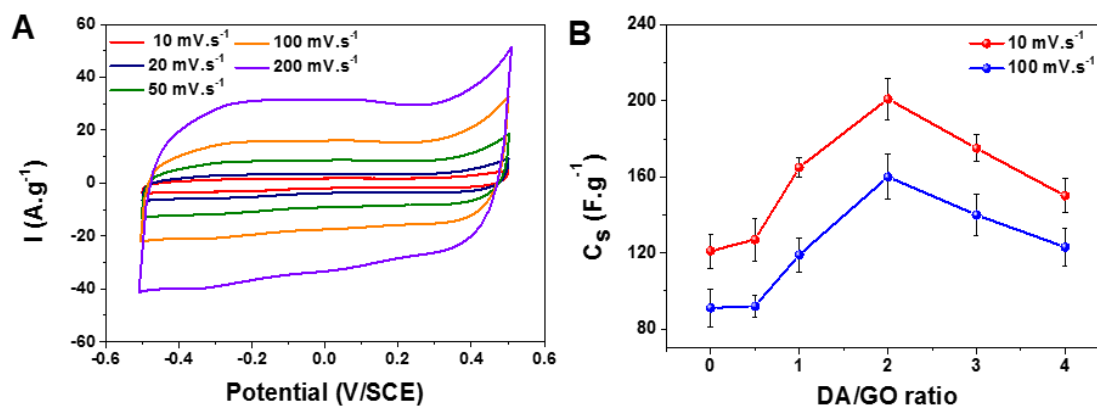 A
10 mV.s⁻¹
100 mV.s⁻¹
20 mV.s⁻¹
200 mV.s⁻¹
50 mV.s⁻¹
60
40
20
0
-20
-40
-60
I (A.g⁻¹)
-0.6 -0.4 -0.2 0.0 0.2 0.4 0.6
Potential (V/SCE)
B
10 mV.s⁻¹
100 mV.s⁻¹
240
200
160
120
80
Cₛ (F.g⁻¹)
0 1 2 3 4
DA/GO ratio